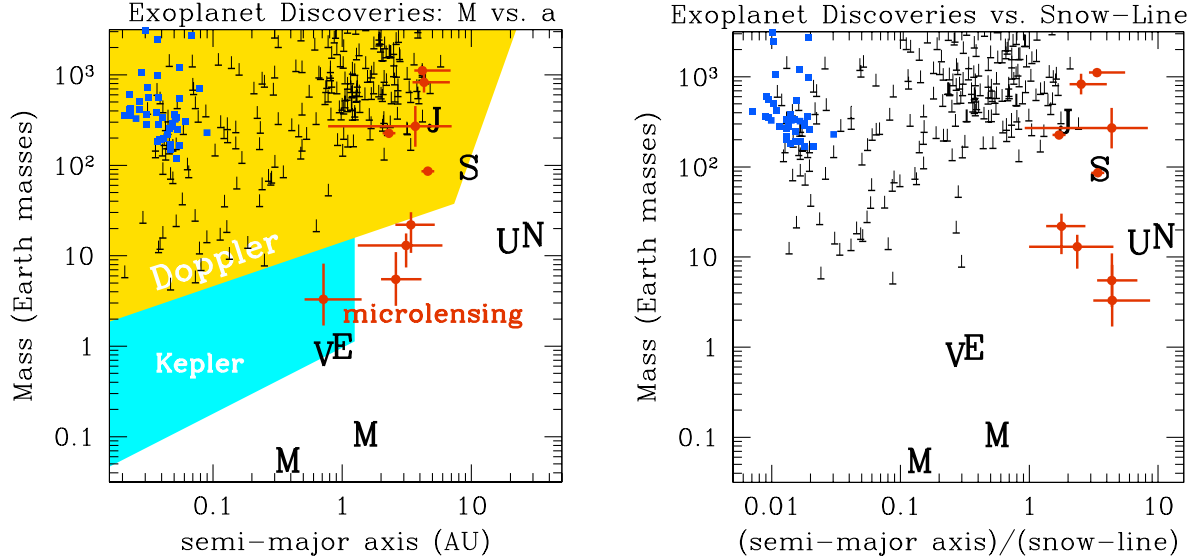 Exoplanet Discoveries: M vs. a
Mass (Earth masses)
10³
10²
10
1
0.1
J
S
U N
Doppler
microlensing
V E
Kepler
M
M
0.1 1 10
semi-major axis (AU)
Exoplanet Discoveries vs. Snow-Line
Mass (Earth masses)
10³
10²
10
1
0.1
J
S
U N
V E
M
M
0.01 0.1 1 10
(semi-major axis)/(snow-line)